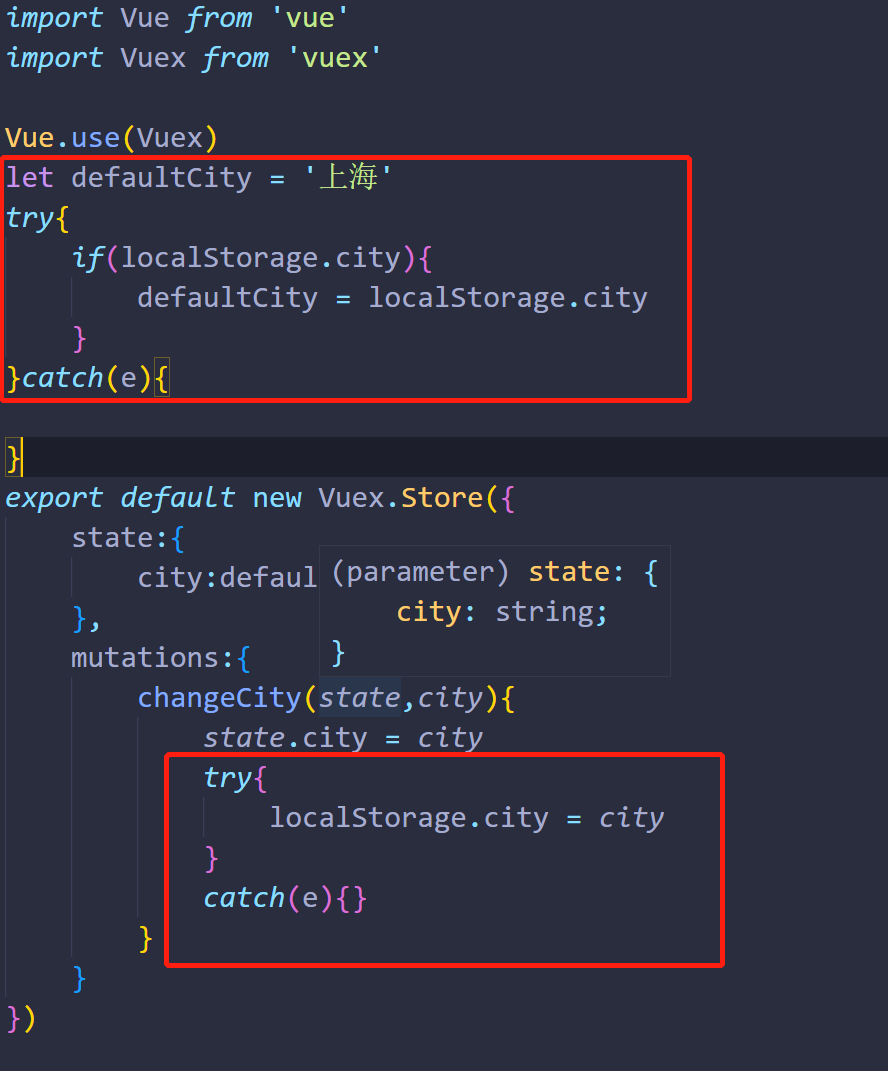 import Vue from 'vue'
import Vuex from 'vuex'
Vue.use(Vuex)
let defaultCity = '上海'
try{
if(localStorage.city){
defaultCity = localStorage.city
}
}catch(e){
}
export default new Vuex.Store({
state:{
city:defaul
(parameter) state: {
city: string;
}
},
mutations:{
changeCity(state,city){
state.city = city
try{
localStorage.city = city
}
catch(e){}
}
}
})